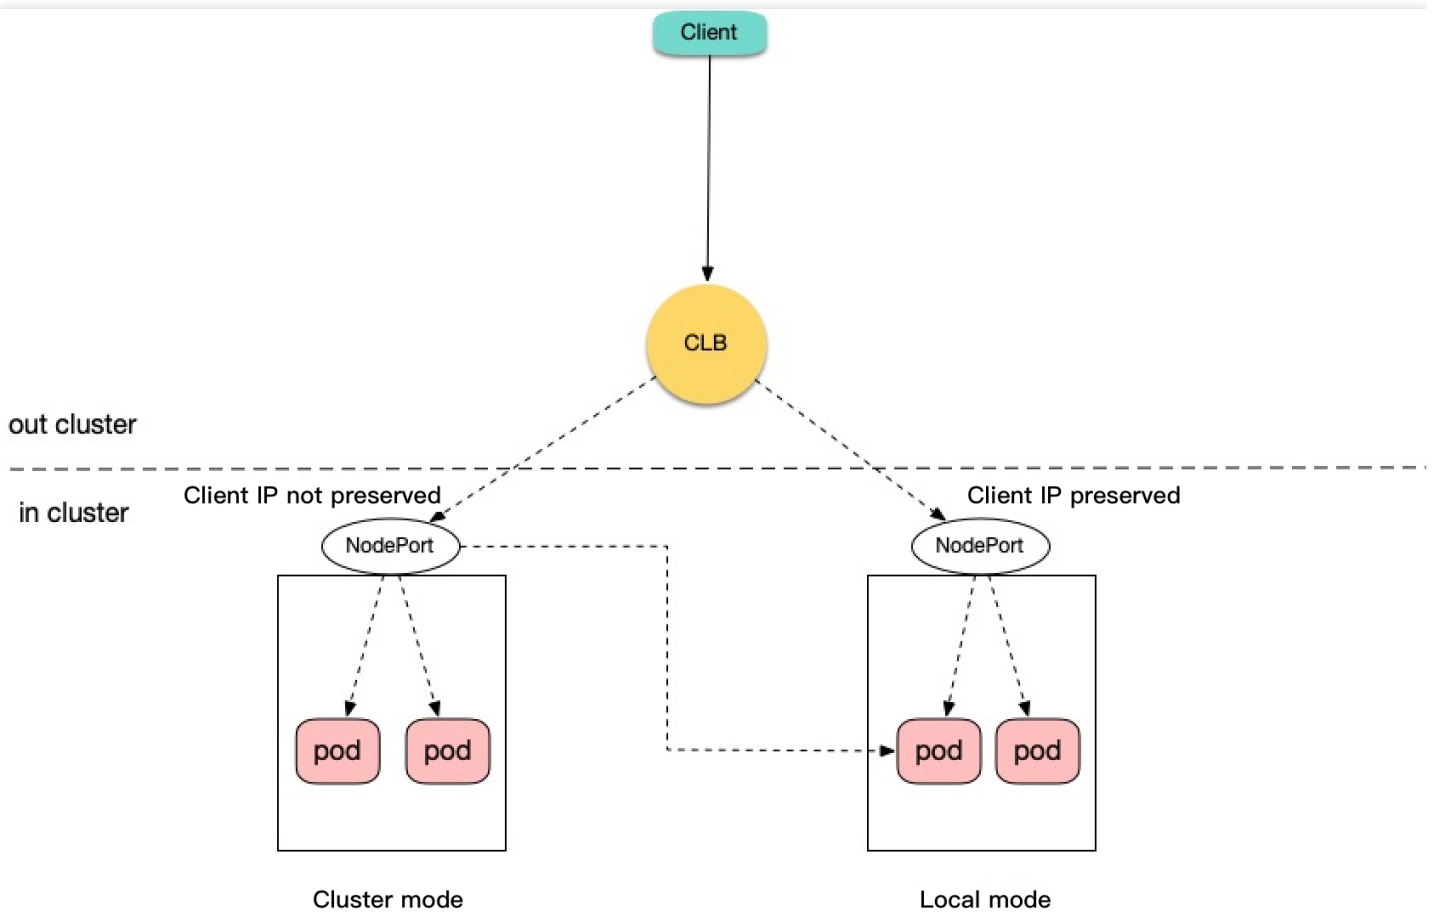 Client
CLB
out cluster
Client IP not preserved
Client IP preserved
in cluster
NodePort
NodePort
pod
pod
pod
pod
Cluster mode
Local mode